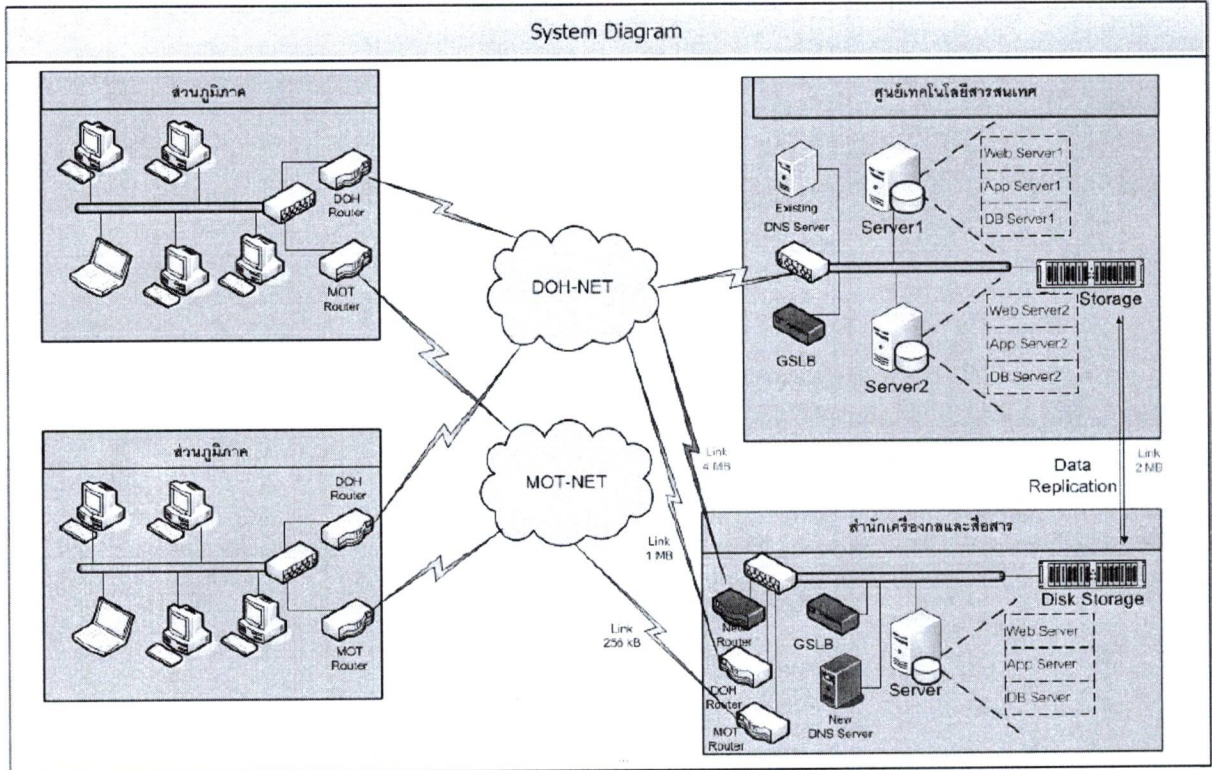 System Diagram
ส่วนภูมิภาค
DOH
Router
MOT
Router
ส่วนภูมิภาค
DOH
Router
MOT
Router
DOH-NET
MOT-NET
Link
4 MB
Link
1 MB
Link
256 kB
ศูนย์เทคโนโลยีสารสนเทศ
Existing
DNS Server
GSLB
Server1
Web Server1
App Server1
DB Server1
Server2
Web Server2
App Server2
DB Server2
Storage
Data
Replication
Link
2 MB
สำนักเครื่องกลและสื่อสาร
New
Router
DOH
Router
MOT
Router
GSLB
New
DNS Server
Server
Disk Storage
Web Server
App Server
DB Server